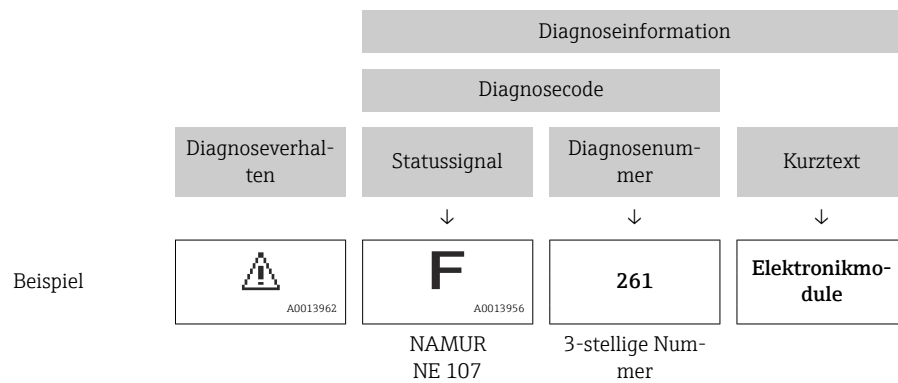 Diagnoseinformation
Diagnosecode
Diagnoseverhal-
ten
Statussignal
Diagnosenum-
mer
Kurztext
↓ ↓ ↓
Beispiel
A0013962
F
A0013956
261
Elektronikmo-
dule
NAMUR
NE 107
3-stellige Num-
mer